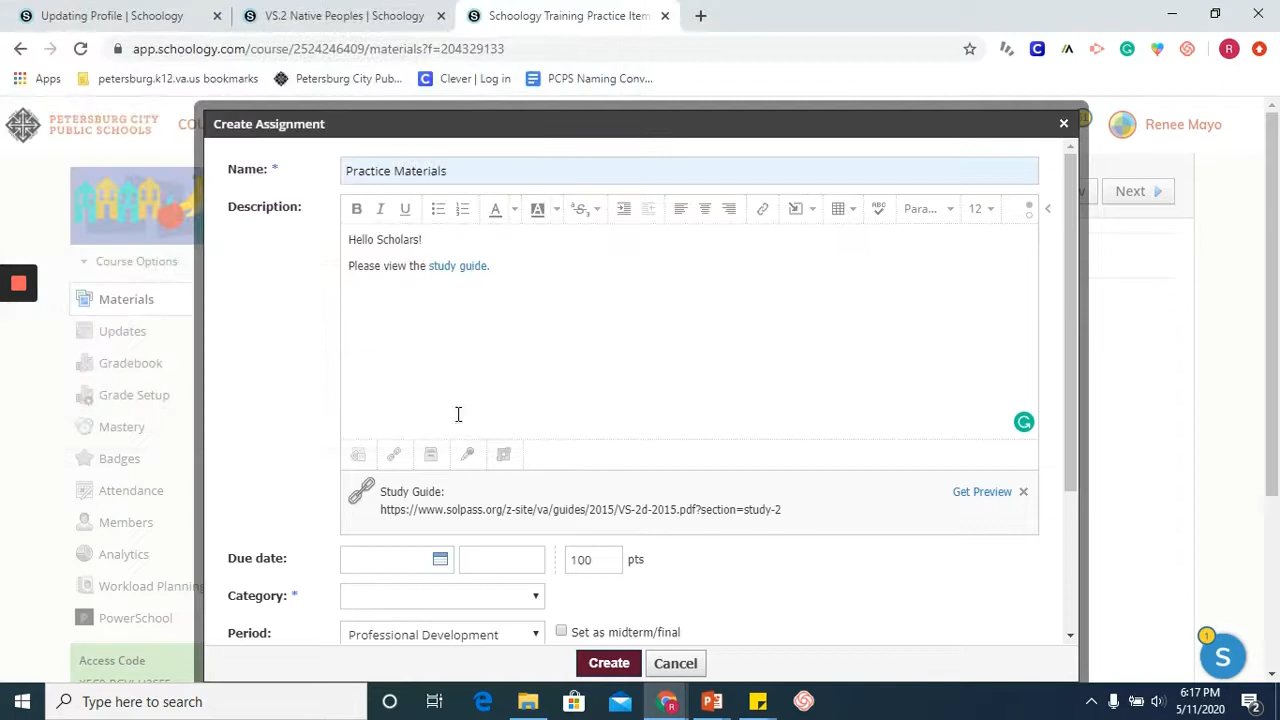 Updating Profile | Schoology
VS.2 Native Peoples | Schoology
Schoology Training Practice Item
app.schoology.com/course/2524246409/materials?f=204329133
Apps
petersburg.k12.va.us bookmarks
Petersburg City Pub...
Clever | Log in
PCPS Naming Conv...
PETERSBURG CITY
PUBLIC SCHOOLS
Renee Mayo
Create Assignment
Next
Name: *
Practice Materials
Description:
Para...
12
Hello Scholars!
Please view the study guide.
Course Options
Materials
Updates
Gradebook
Grade Setup
Mastery
Badges
Attendance
Members
Analytics
Workload Planning
PowerSchool
Access Code
Study Guide:
https://www.solpass.org/z-site/va/guides/2015/VS-2d-2015.pdf?section=study-2
Get Preview
Due date:
100 pts
Category: *
Period:
Professional Development
Set as midterm/final
Create
Cancel
1
S
Type here to search
6:17 PM
5/11/2020
2